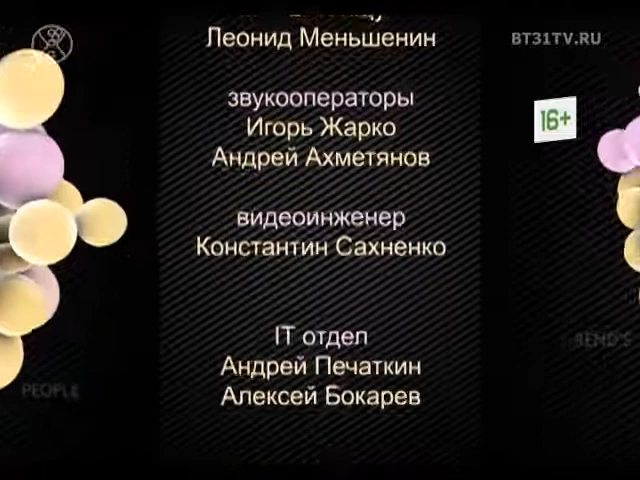 Леонид Меньшенин
BT31TV.RU
звукооператоры
16+
Игорь Жарко
Андрей Ахметянов
видеоинженер
Константин Сахненко
IT отдел
Андрей Печаткин
Алексей Бокарев
PEOPLE